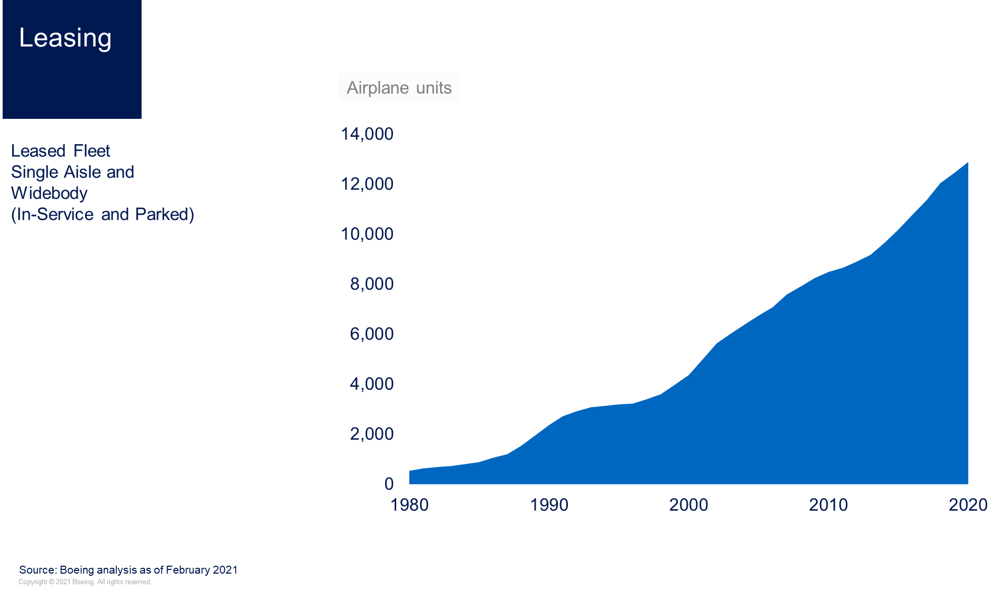 Leasing
Leased Fleet
Single Aisle and
Widebody
(In-Service and Parked)
Airplane units
14,000
12,000
10,000
8,000
6,000
4,000
2,000
0
1980 1990 2000 2010 2020
Source: Boeing analysis as of February 2021
Copyright © 2021 Boeing. All rights reserved.